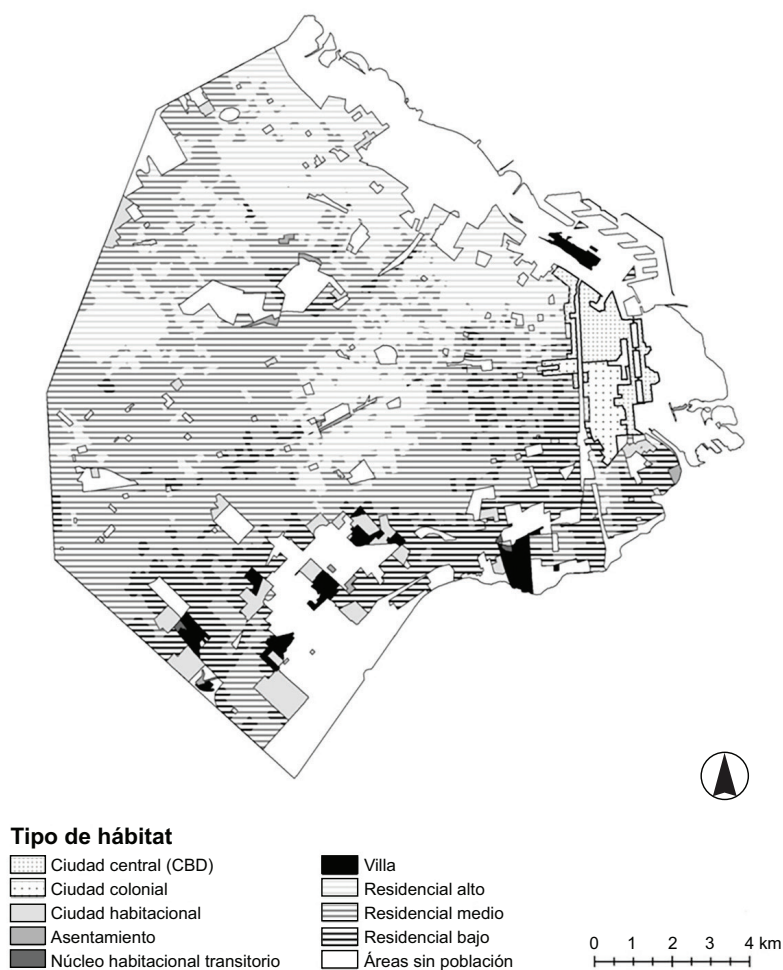 Tipo de hábitat
Ciudad central (CBD)
Ciudad colonial
Ciudad habitacional
Asentamiento
Núcleo habitacional transitorio
Villa
Residencial alto
Residencial medio
Residencial bajo
Áreas sin población
0 1 2 3 4 km